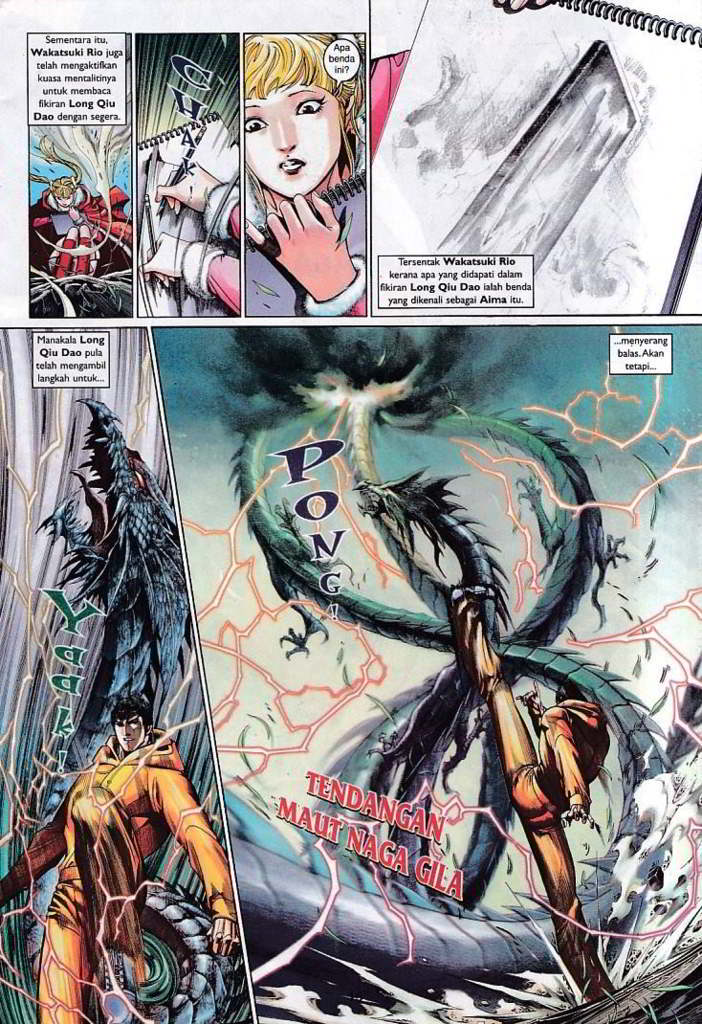 Sementara itu,
Wakatsuki Rio juga
telah mengaktifkan
kuasa mentalitinya
untuk membaca
fikiran Long Qiu
Dao dengan segera.
CHAIK!
Apa
benda
ini?
Tersentak Wakatsuki Rio
kerana apa yang didapati dalam
fikiran Long Qiu Dao ialah benda
yang dikenali sebagai Aima itu.
Manakala Long
Qiu Dao pula
telah mengambil
langkah untuk...
Yaak!
...menyerang
balas. Akan
tetapi...
PONG!
TENDANGAN
MAUT NAGA GILA